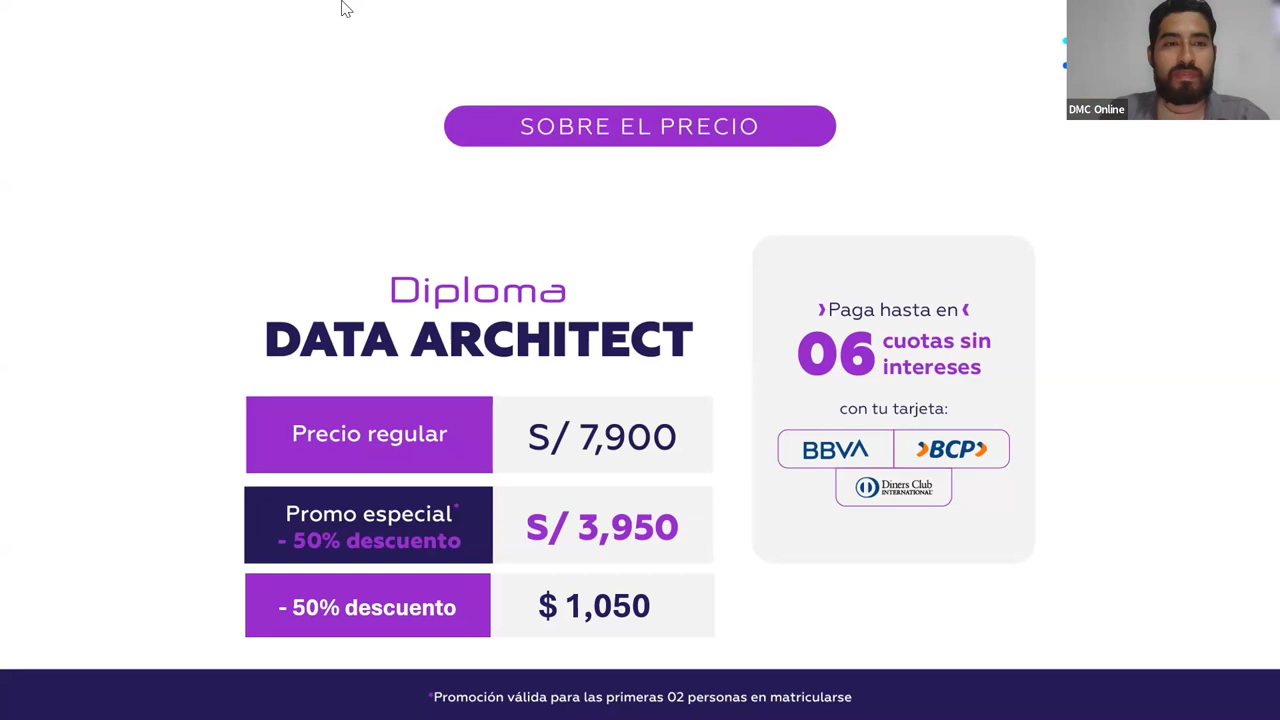 DMC Online
SOBRE EL PRECIO
Diploma
DATA ARCHITECT
Precio regular
S/ 7,900
Promo especial*
- 50% descuento
S/ 3,950
- 50% descuento
$ 1,050
Paga hasta en
06 cuotas sin
intereses
con tu tarjeta:
BBVA
BCP
Diners Club
INTERNATIONAL
*Promoción válida para las primeras 02 personas en matricularse